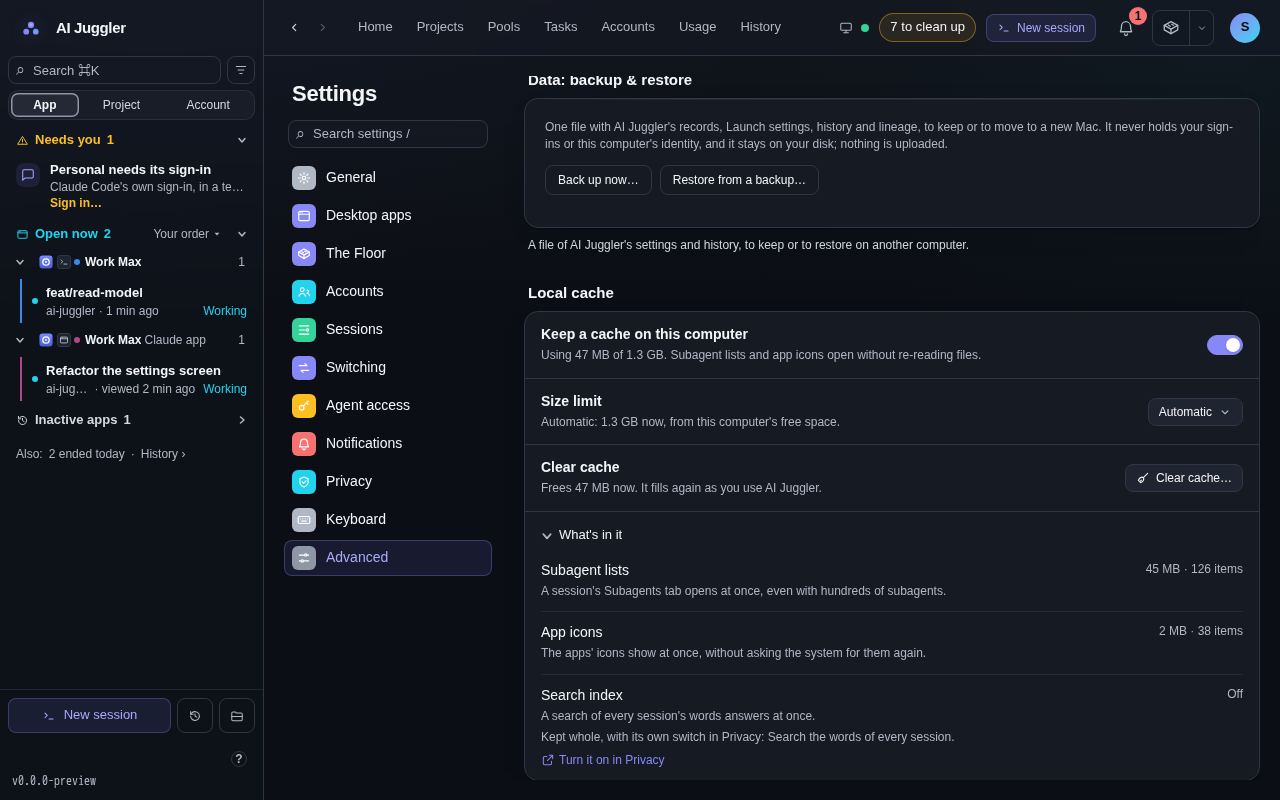 AI Juggler
Search ⌘K
App
Project
Account
Needs you 1
Personal needs its sign-in
Claude Code's own sign-in, in a te…
Sign in…
Open now 2
Your order
Work Max
1
feat/read-model
ai-juggler · 1 min ago
Working
Work Max Claude app
1
Refactor the settings screen
ai-jug… · viewed 2 min ago
Working
Inactive apps 1
Also: 2 ended today · History ›
New session
?
v0.0.0-preview
Home
Projects
Pools
Tasks
Accounts
Usage
History
7 to clean up
New session
1
S
Settings
Search settings /
General
Desktop apps
The Floor
Accounts
Sessions
Switching
Agent access
Notifications
Privacy
Keyboard
Advanced
Data: backup & restore
One file with AI Juggler's records, Launch settings, history and lineage, to keep or to move to a new Mac. It never holds your sign-
ins or this computer's identity, and it stays on your disk; nothing is uploaded.
Back up now…
Restore from a backup…
A file of AI Juggler's settings and history, to keep or to restore on another computer.
Local cache
Keep a cache on this computer
Using 47 MB of 1.3 GB. Subagent lists and app icons open without re-reading files.
Size limit
Automatic: 1.3 GB now, from this computer's free space.
Automatic
Clear cache
Frees 47 MB now. It fills again as you use AI Juggler.
Clear cache…
What's in it
Subagent lists
45 MB · 126 items
A session's Subagents tab opens at once, even with hundreds of subagents.
App icons
2 MB · 38 items
The apps' icons show at once, without asking the system for them again.
Search index
Off
A search of every session's words answers at once.
Kept whole, with its own switch in Privacy: Search the words of every session.
Turn it on in Privacy